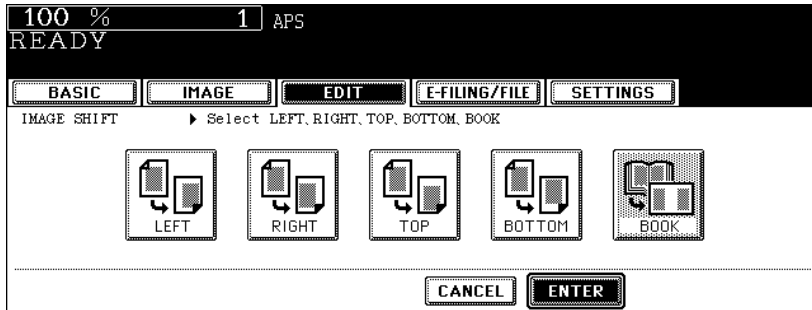 100 % 1 APS
READY
BASIC IMAGE EDIT E-FILING/FILE SETTINGS
IMAGE SHIFT ▶ Select LEFT, RIGHT, TOP, BOTTOM, BOOK
LEFT RIGHT TOP BOTTOM BOOK
CANCEL ENTER